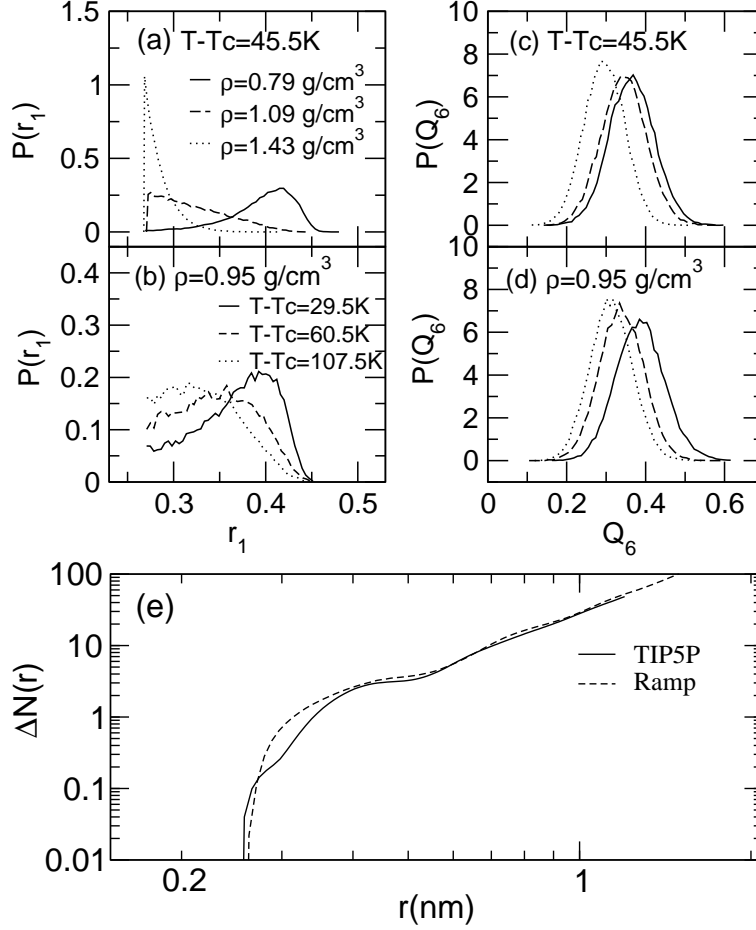 (a) T-Tc=45.5K
ρ=0.79 g/cm³
ρ=1.09 g/cm³
ρ=1.43 g/cm³
P(r₁)
1.5
1
0.5
0
(c) T-Tc=45.5K
P(Q₆)
10
8
6
4
2
0
(b) ρ=0.95 g/cm³
T-Tc=29.5K
T-Tc=60.5K
T-Tc=107.5K
P(r₁)
0.4
0.3
0.2
0.1
0
0.3 0.4 0.5
r₁
(d) ρ=0.95 g/cm³
P(Q₆)
10
8
6
4
2
0
0 0.2 0.4 0.6
Q₆
(e)
TIP5P
Ramp
ΔN(r)
100
10
1
0.1
0.01
0.2 1
r(nm)